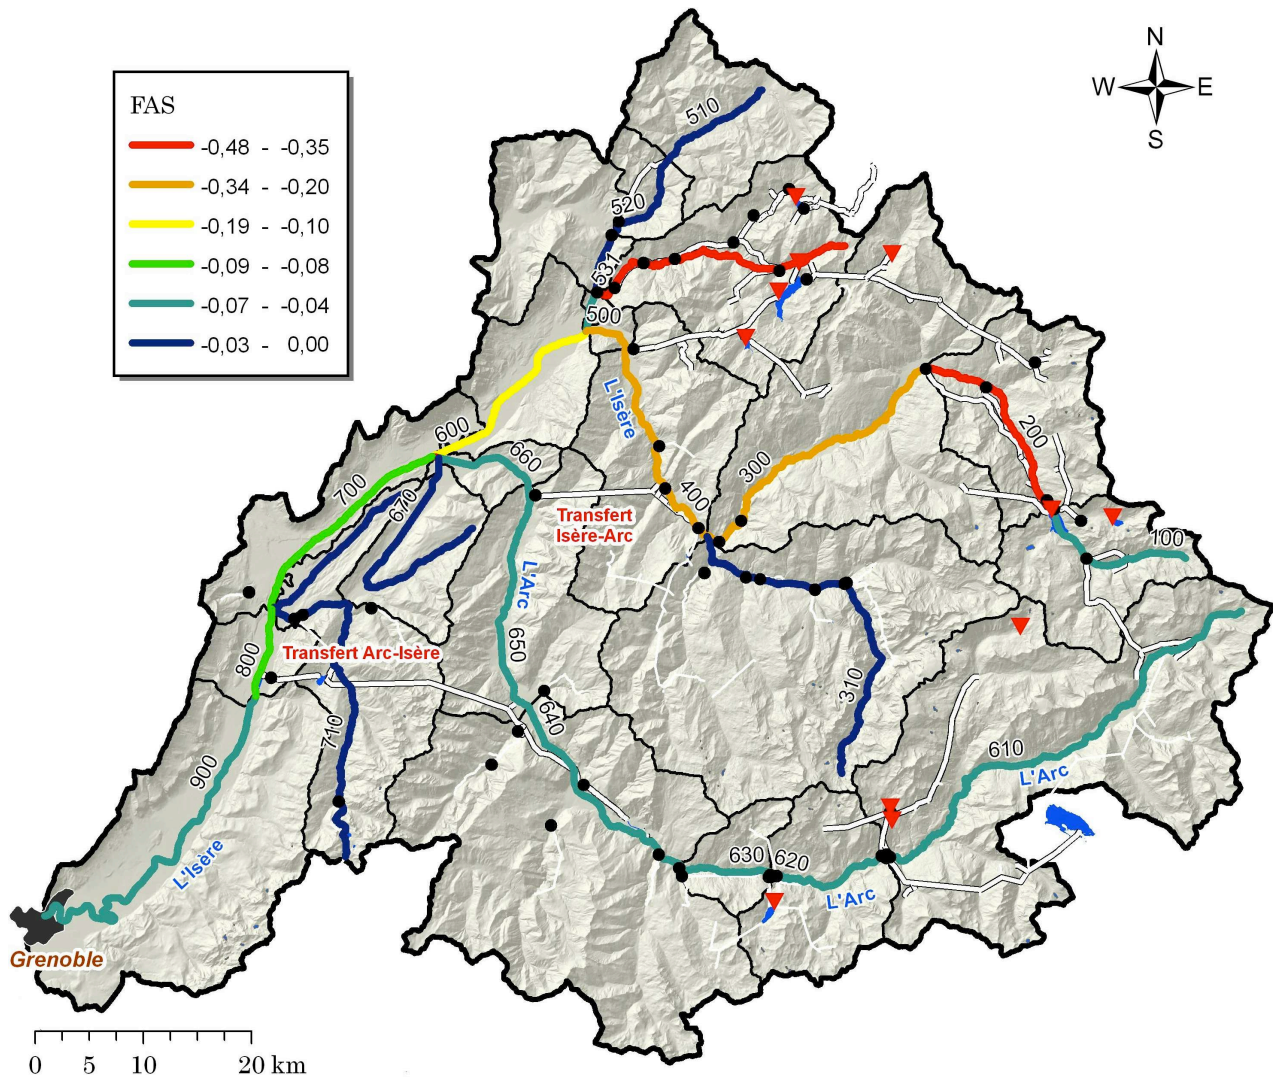 N
W E
S
FAS
-0,48 - -0,35
-0,34 - -0,20
-0,19 - -0,10
-0,09 - -0,08
-0,07 - -0,04
-0,03 - 0,00
510
520
531
500
L'Isère
600
660
200
300
700
670
400
Transfert
Isère-Arc
100
L'Arc
650
Transfert Arc-Isère
800
310
640
710
610
L'Arc
900
630
620
L'Isère
L'Arc
Grenoble
0 5 10 20 km